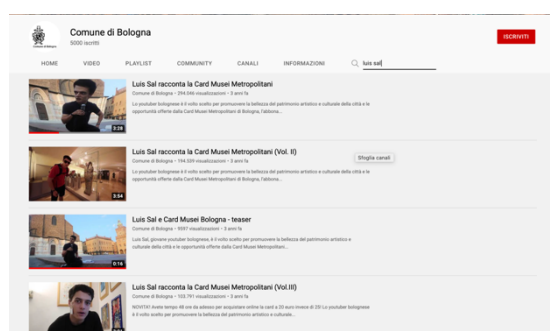 Comune di Bologna
5000 iscritti
ISCRIVITI
HOME VIDEO PLAYLIST COMMUNITY CANALI INFORMAZIONI luis sal
Luis Sal racconta la Card Musei Metropolitani
Comune di Bologna • 294.046 visualizzazioni • 3 anni fa
Lo youtuber bolognese è il volto scelto per promuovere la bellezza del patrimonio artistico e culturale della città e le
opportunità offerte dalla Card Musei Metropolitani di Bologna, l'abbona...
3:28
Luis Sal racconta la Card Musei Metropolitani (Vol. II)
Comune di Bologna • 194.539 visualizzazioni • 3 anni fa
Sfoglia canali
Lo youtuber bolognese è il volto scelto per promuovere la bellezza del patrimonio artistico e culturale della città e le
opportunità offerte dalla Card Musei Metropolitani di Bologna, l'abbona...
3:54
Luis Sal e Card Musei Bologna - teaser
Comune di Bologna • 9597 visualizzazioni • 3 anni fa
Luis Sal, giovane youtuber bolognese, è il volto scelto per promuovere la bellezza del patrimonio artistico e
culturale della città e le opportunità offerte dalla Card Musei Metropolitani di Bologna...
0:16
Luis Sal racconta la Card Musei Metropolitani (Vol.III)
Comune di Bologna • 103.791 visualizzazioni • 3 anni fa
NOVITA'! Avete tempo 48 ore da adesso per acquistare online la card a 20 euro invece di 25! Lo youtuber bolognese
è il volto scelto per promuovere la bellezza del patrimonio artistico e culturale...